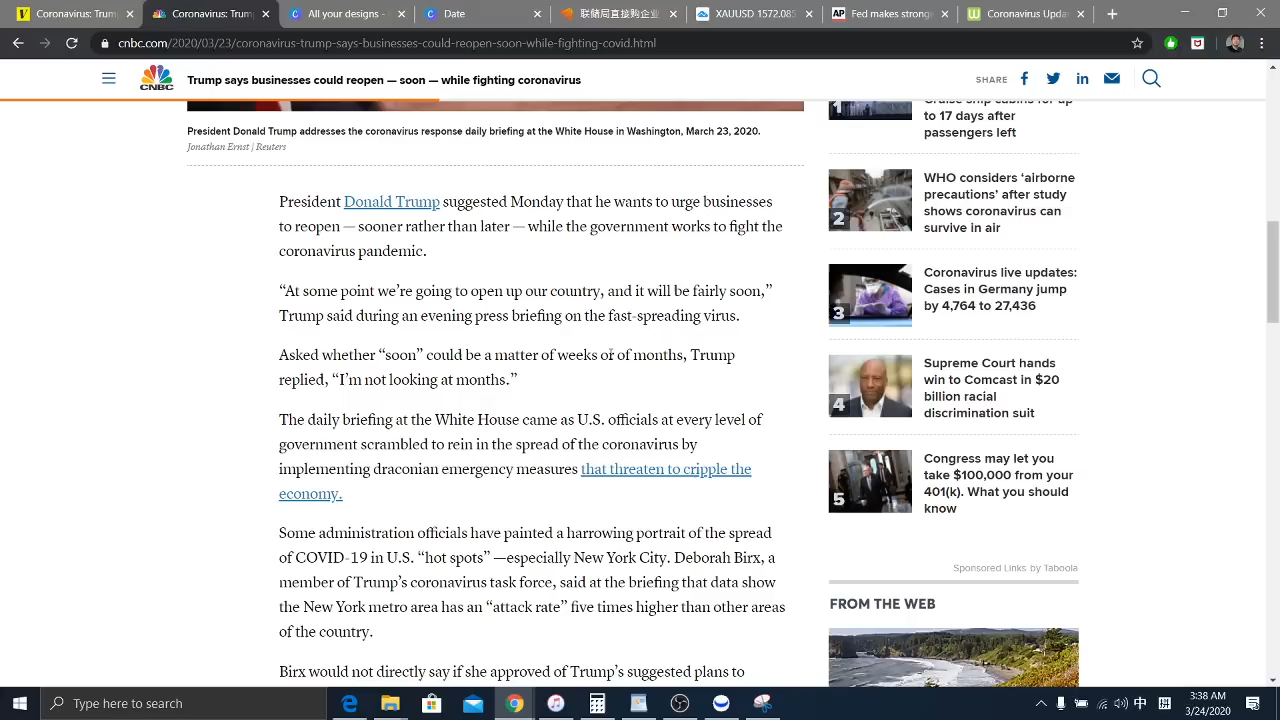 联储局直接购企业
XAUUSD 1572.085
cnbc.com/2020/03/23/coronavirus-trump-says-businesses-could-reopen-soon-while-fighting-covid.html
CNBC
Trump says businesses could reopen — soon — while fighting coronavirus
SHARE
President Donald Trump addresses the coronavirus response daily briefing at the White House in Washington, March 23, 2020.
Jonathan Ernst | Reuters
President Donald Trump suggested Monday that he wants to urge businesses
to reopen — sooner rather than later — while the government works to fight the
coronavirus pandemic.
“At some point we’re going to open up our country, and it will be fairly soon,”
Trump said during an evening press briefing on the fast-spreading virus.
Asked whether “soon” could be a matter of weeks or of months, Trump
replied, “I’m not looking at months.”
The daily briefing at the White House came as U.S. officials at every level of
government scrambled to rein in the spread of the coronavirus by
implementing draconian emergency measures that threaten to cripple the
economy.
Some administration officials have painted a harrowing portrait of the spread
of COVID-19 in U.S. “hot spots” —especially New York City. Deborah Birx, a
member of Trump’s coronavirus task force, said at the briefing that data show
the New York metro area has an “attack rate” five times higher than other areas
of the country.
Birx would not directly say if she approved of Trump’s suggested plans to
1
Cruise ship cabins for up
to 17 days after
passengers left
2
WHO considers ‘airborne
precautions’ after study
shows coronavirus can
survive in air
3
Coronavirus live updates:
Cases in Germany jump
by 4,764 to 27,436
4
Supreme Court hands
win to Comcast in $20
billion racial
discrimination suit
5
Congress may let you
take $100,000 from your
401(k). What you should
know
Sponsored Links by Taboola
FROM THE WEB
Type here to search
3:38 AM
3/24/2020